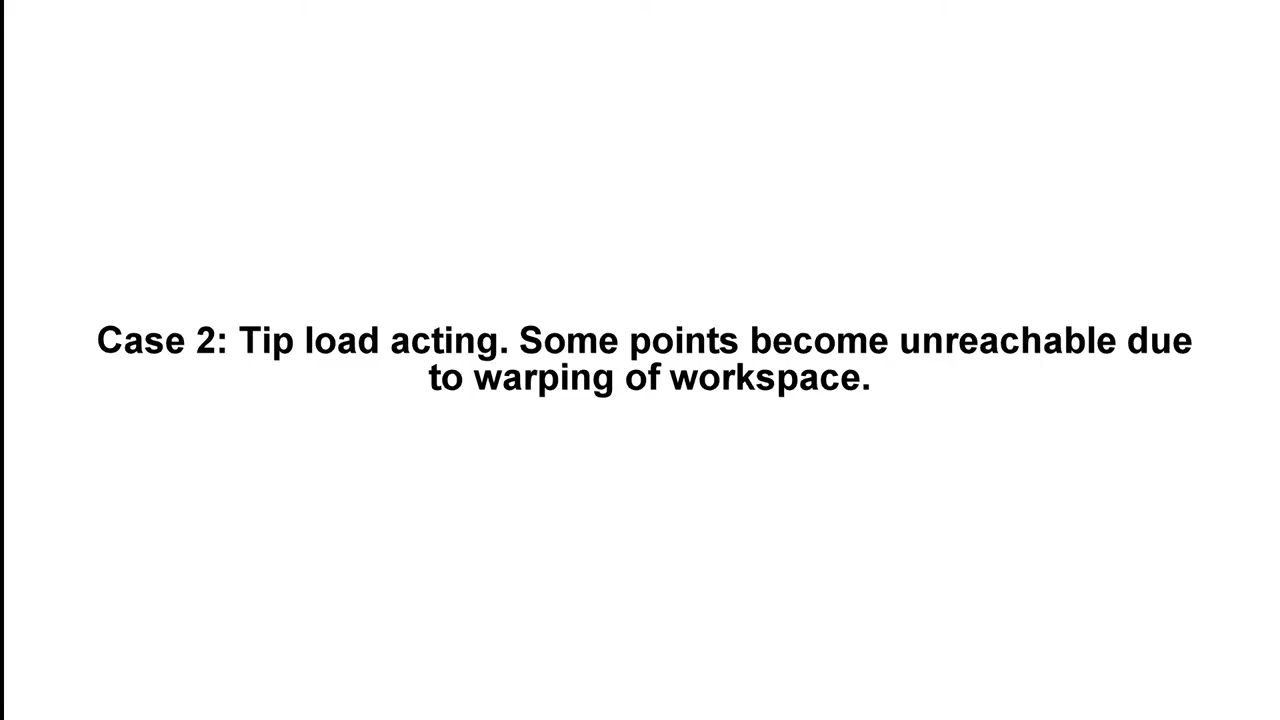 Case 2: Tip load acting. Some points become unreachable due
to warping of workspace.